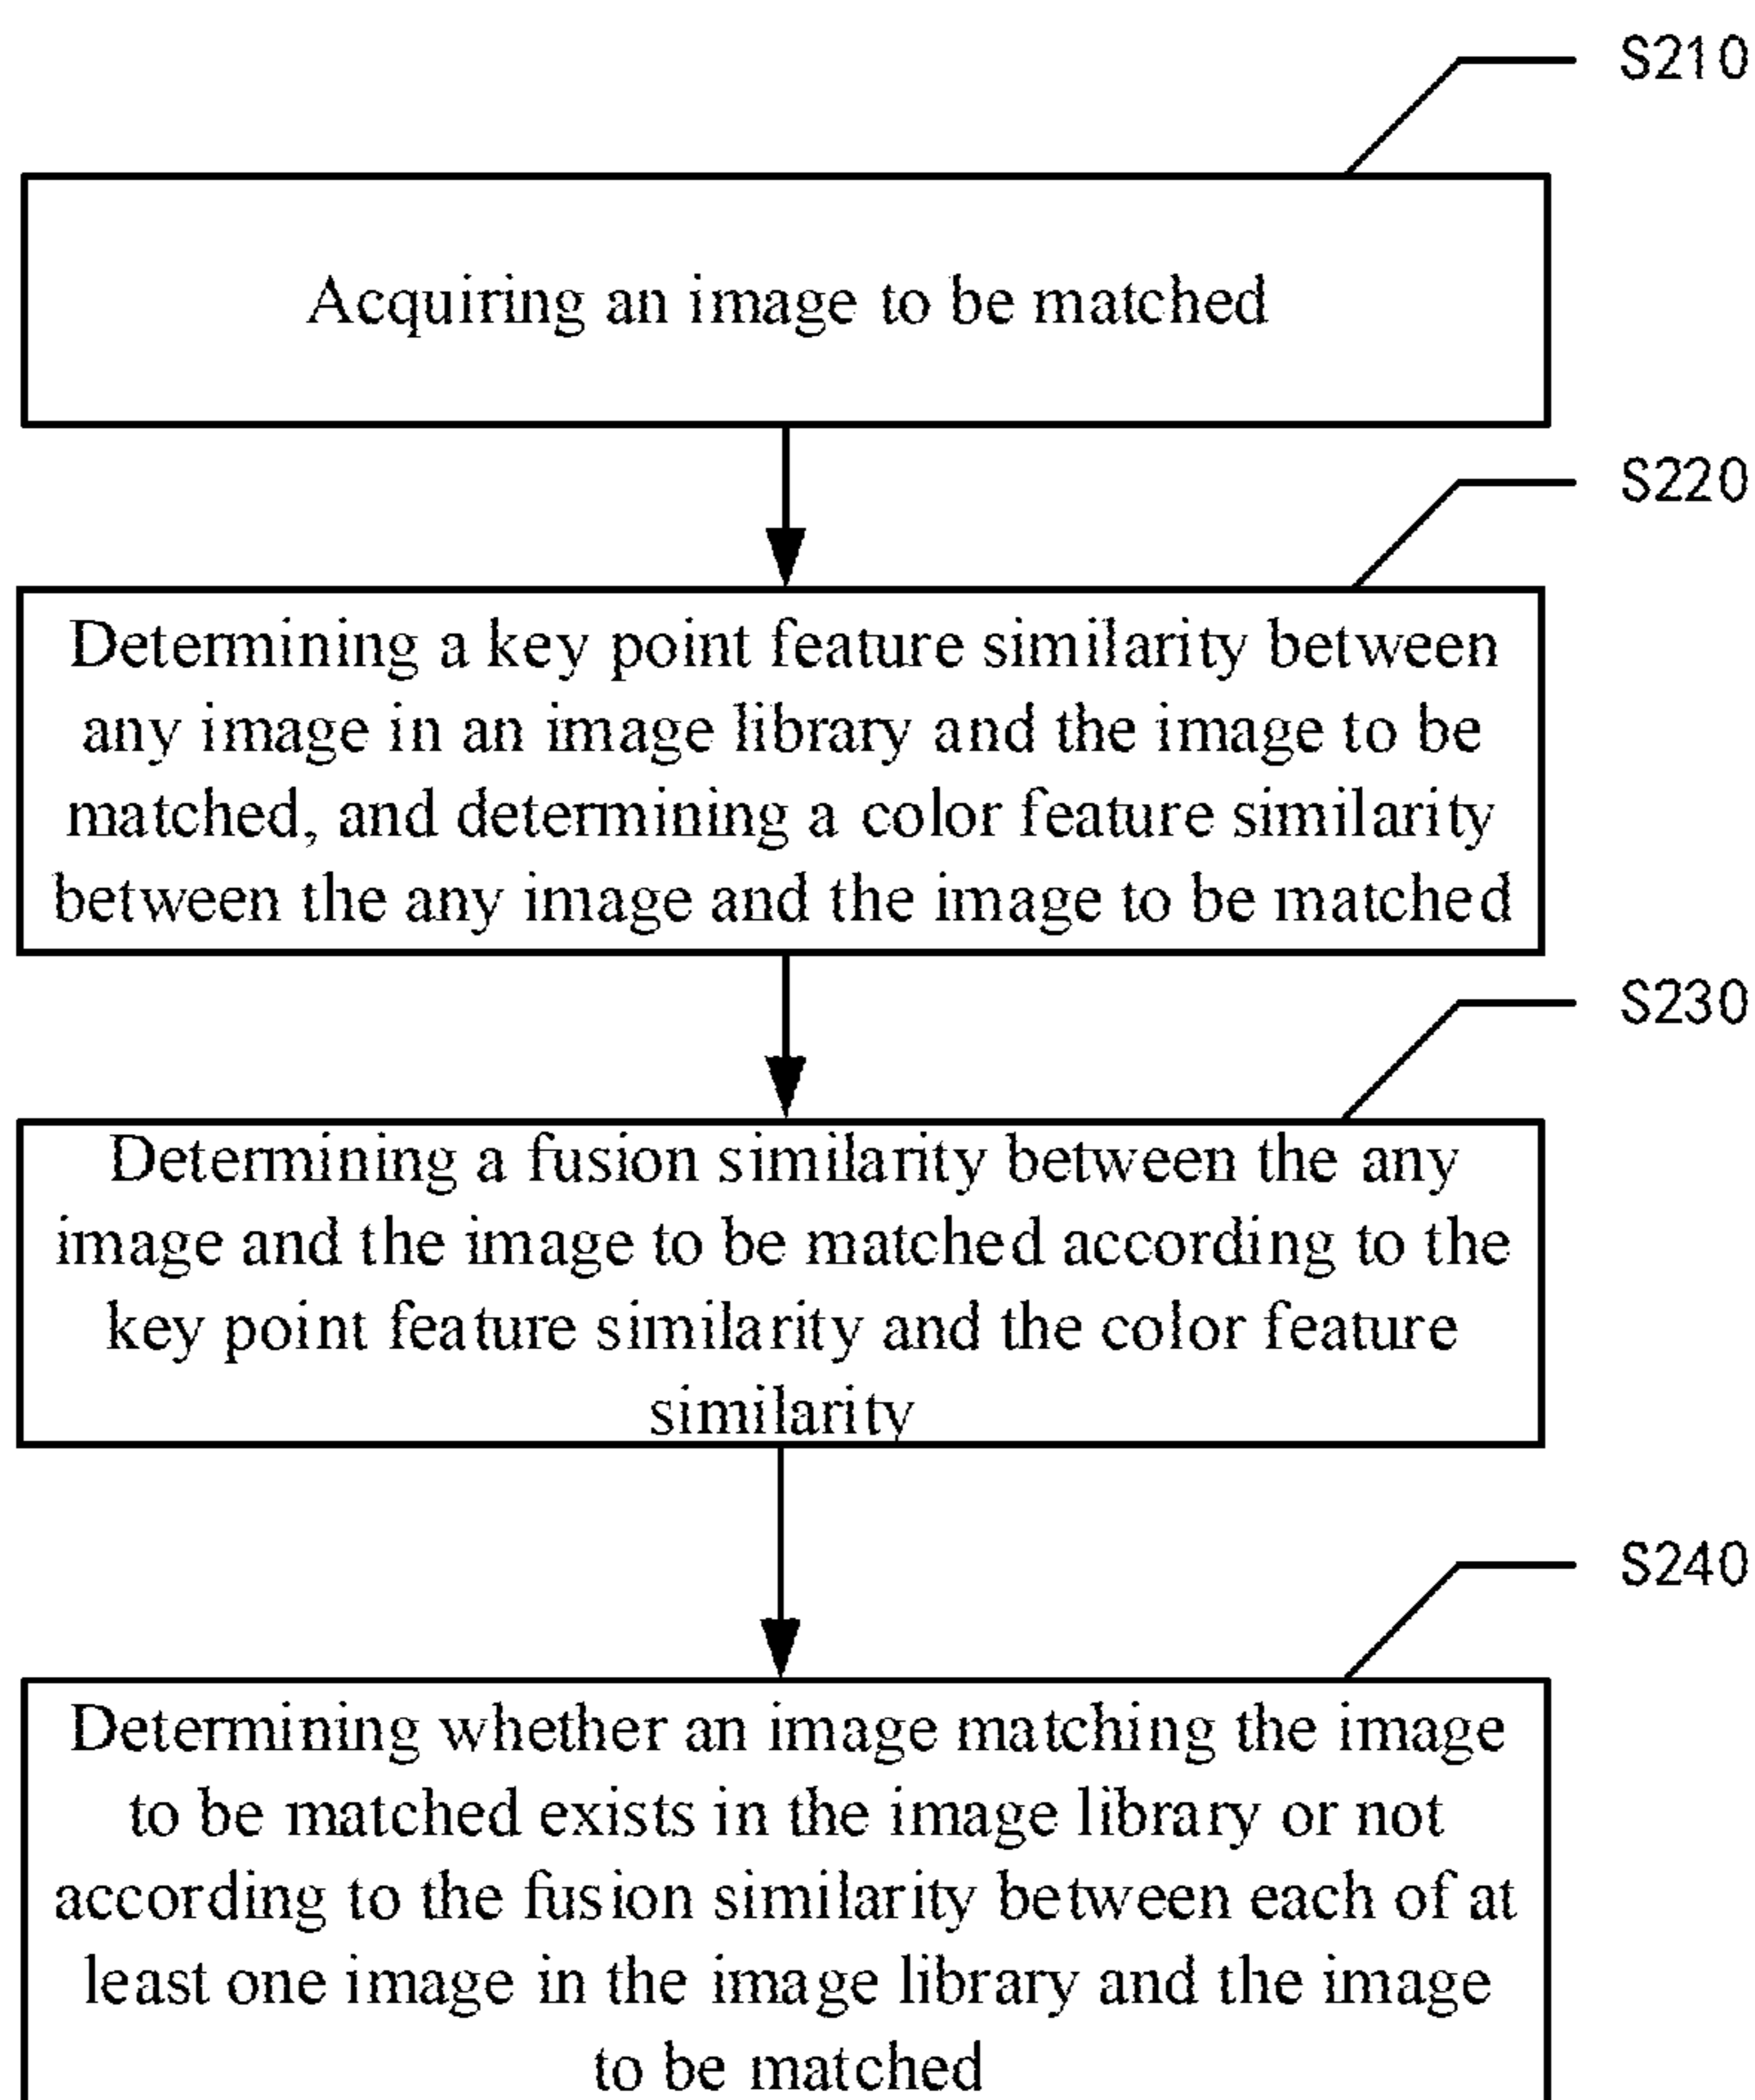 S210
Acquiring an image to be matched
S220
Determining a key point feature similarity between
any image in an image library and the image to be
matched, and determining a color feature similarity
between the any image and the image to be matched
S230
Determining a fusion similarity between the any
image and the image to be matched according to the
key point feature similarity and the color feature
similarity
S240
Determining whether an image matching the image
to be matched exists in the image library or not
according to the fusion similarity between each of at
least one image in the image library and the image
to be matched